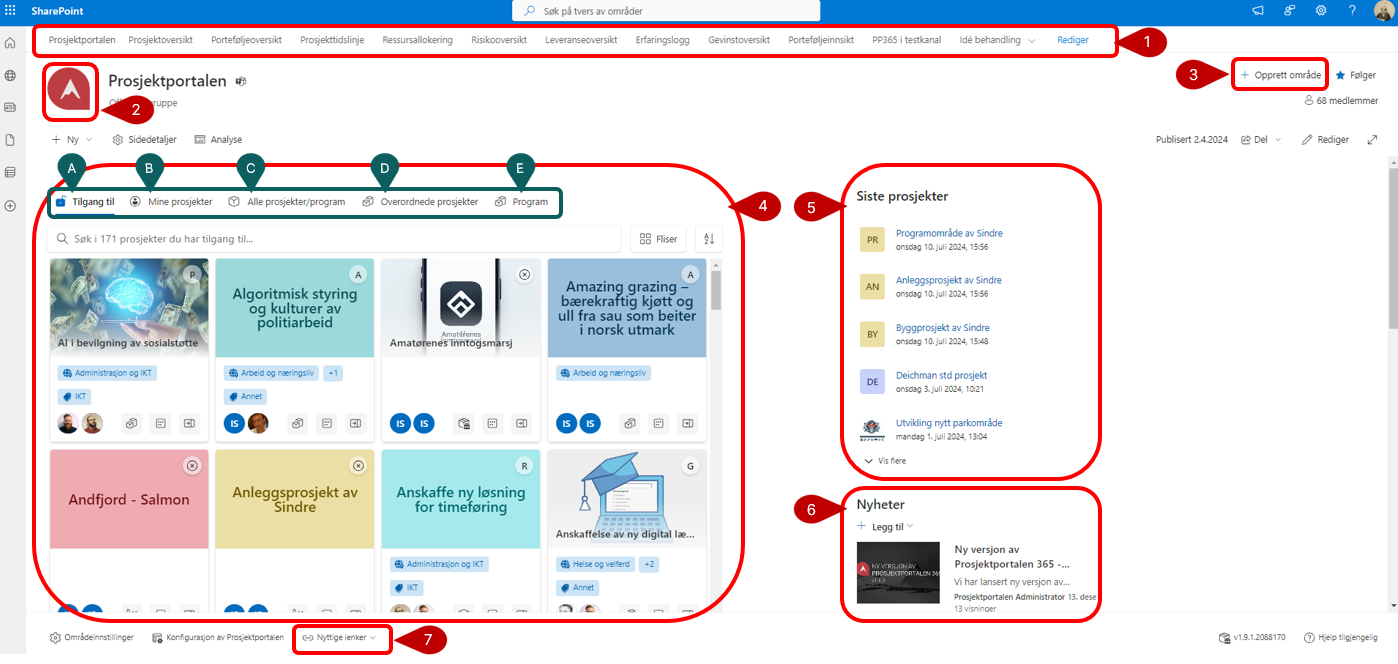 SharePoint
Søk på tvers av områder
Prosjektportalen Prosjektoversikt Porteføljeoversikt Prosjekttidslinje Ressursallokering Risikooversikt Leveranseoversikt Erfaringslogg Gevinstoversikt Porteføljeinnsikt PP365 i testkanal Idé behandling Rediger
1
Prosjektportalen
2
3
Opprett område
Følger
68 medlemmer
Ny
Sidedetaljer
Analyse
Publisert 2.4.2024
Del
Rediger
A
B
C
D
E
Tilgang til
Mine prosjekter
Alle prosjekter/program
Overordnede prosjekter
Program
4
Søk i 171 prosjekter du har tilgang til...
Fliser
P
AI i bevilgning av sosialstøtte
Administrasjon og IKT
IKT
A
Algoritmisk styring
og kulturer av
politiarbeid
Arbeid og næringsliv
+1
Annet
IS
Amatørenes
Amatørenes inntogsmarsj
IS
IS
A
Amazing grazing –
bærekraftig kjøtt og
ull fra sau som beiter
i norsk utmark
Arbeid og næringsliv
IS
IS
Andfjord - Salmon
Anleggsprosjekt av
Sindre
R
Anskaffe ny løsning
for timeføring
Administrasjon og IKT
IKT
G
Anskaffelse av ny digital læ...
Helse og velferd
+2
Annet
5
Siste prosjekter
PR
Programområde av Sindre
onsdag 10. juli 2024, 15:56
AN
Anleggsprosjekt av Sindre
onsdag 10. juli 2024, 15:56
BY
Byggprosjekt av Sindre
onsdag 10. juli 2024, 15:48
DE
Deichman std prosjekt
onsdag 3. juli 2024, 10:21
Utvikling nytt parkområde
mandag 1. juli 2024, 13:04
Vis flere
6
Nyheter
Legg til
NY VERSJON AV
PROSJEKTPORTALEN 365
Ny versjon av
Prosjektportalen 365 -...
Vi har lansert ny versjon av...
Prosjektportalen Administrator 13. dese
13 visninger
Områdeinnstillinger
Konfigurasjon av Prosjektportalen
Nyttige lenker
7
v1.9.1.2088170
Hjelp tilgjengelig